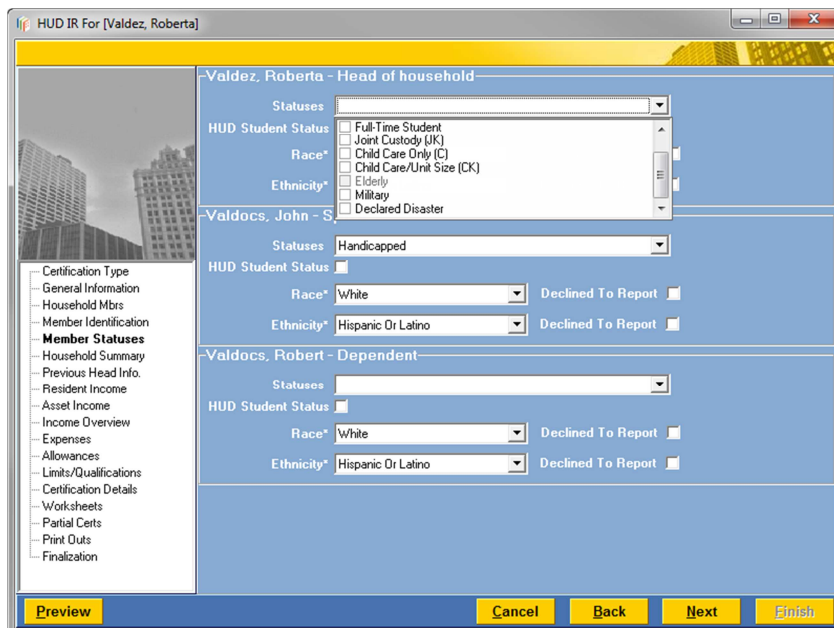 HUD IR For [Valdez, Roberta]
Valdez, Roberta - Head of household
Statuses
HUD Student Status
Full-Time Student
Joint Custody (JK)
Race*
Child Care Only (C)
Child Care/Unit Size (CK)
Ethnicity*
Elderly
Military
Declared Disaster
Valdocs, John - S
Statuses Handicapped
HUD Student Status
Race* White Declined To Report
Ethnicity* Hispanic Or Latino Declined To Report
Valdocs, Robert - Dependent
Statuses
HUD Student Status
Race* White Declined To Report
Ethnicity* Hispanic Or Latino Declined To Report
Certification Type
General Information
Household Mbrs
Member Identification
Member Statuses
Household Summary
Previous Head Info.
Resident Income
Asset Income
Income Overview
Expenses
Allowances
Limits/Qualifications
Certification Details
Worksheets
Partial Certs
Print Outs
Finalization
Preview Cancel Back Next Finish